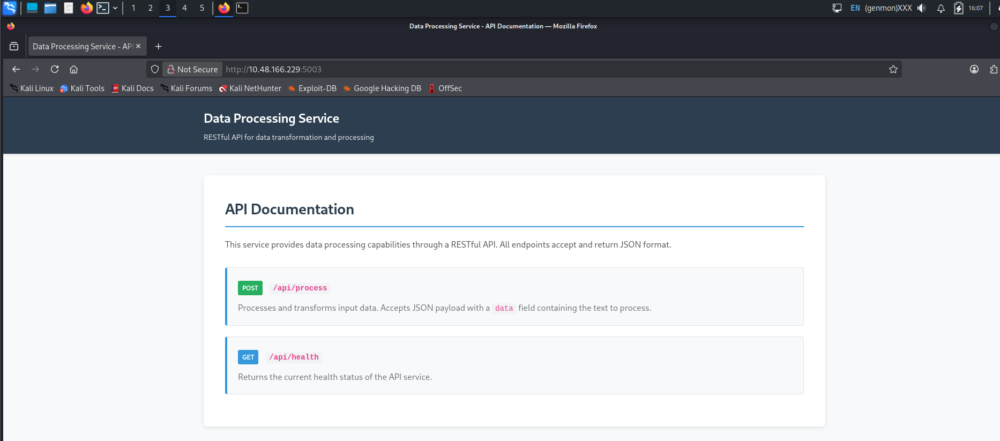 1 2 3 4 5 EN (genmon)XXX 16:07
Data Processing Service - API Documentation — Mozilla Firefox
Data Processing Service - API
Not Secure http://10.48.166.229:5003
Kali Linux Kali Tools Kali Docs Kali Forums Kali NetHunter Exploit-DB Google Hacking DB OffSec
Data Processing Service
RESTful API for data transformation and processing
API Documentation
This service provides data processing capabilities through a RESTful API. All endpoints accept and return JSON format.
POST /api/process
Processes and transforms input data. Accepts JSON payload with a data field containing the text to process.
GET /api/health
Returns the current health status of the API service.